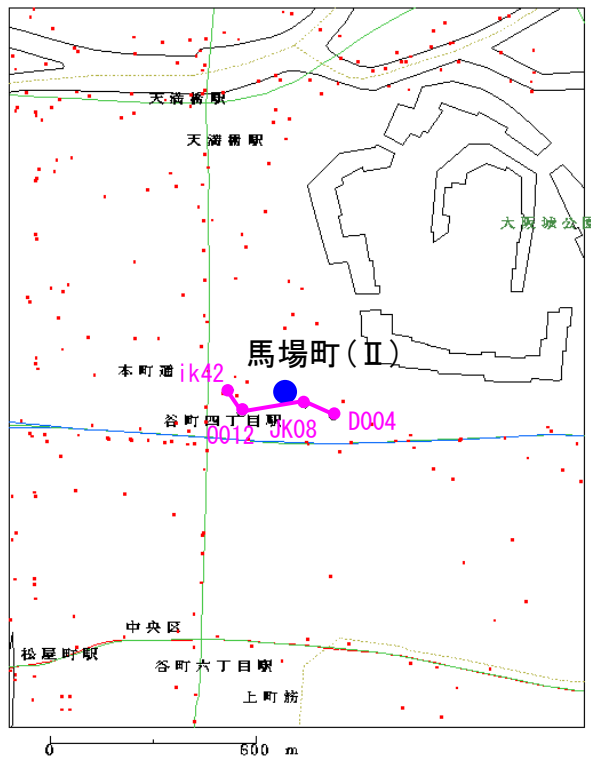 天満橋駅
天満橋駅
大阪城公園
馬場町(Ⅱ)
本町通
ik42
谷町四丁目駅
0012
JK08
D004
中央区
松屋町駅
谷町六丁目駅
上町筋
0
600 m